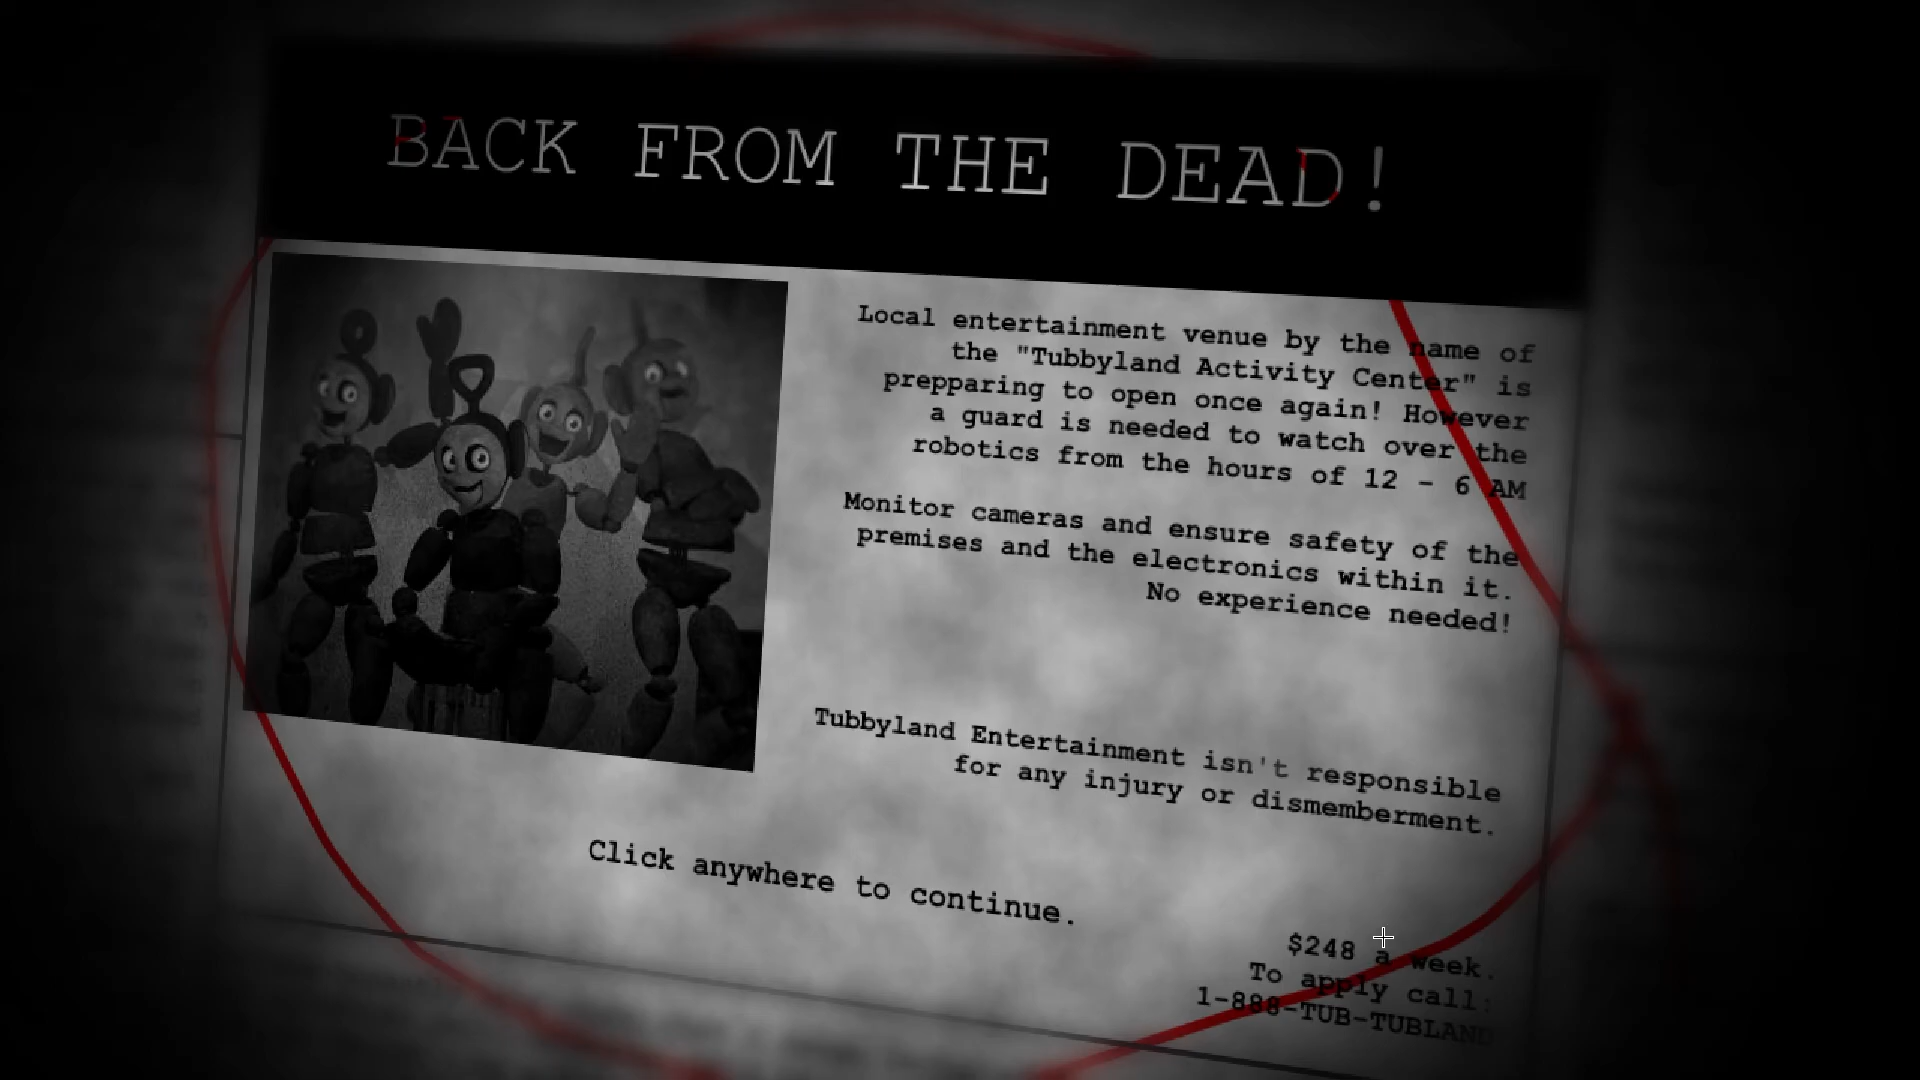 BACK FROM THE DEAD!
Local entertainment venue by the name of
the "Tubbyland Activity Center" is
prepparing to open once again! However
a guard is needed to watch over the
robotics from the hours of 12 - 6 AM
Monitor cameras and ensure safety of the
premises and the electronics within it.
No experience needed!
Tubbyland Entertainment isn't responsible
for any injury or dismemberment.
Click anywhere to continue.
$248 a week.
To apply call:
1-888-TUB-TUBLAND